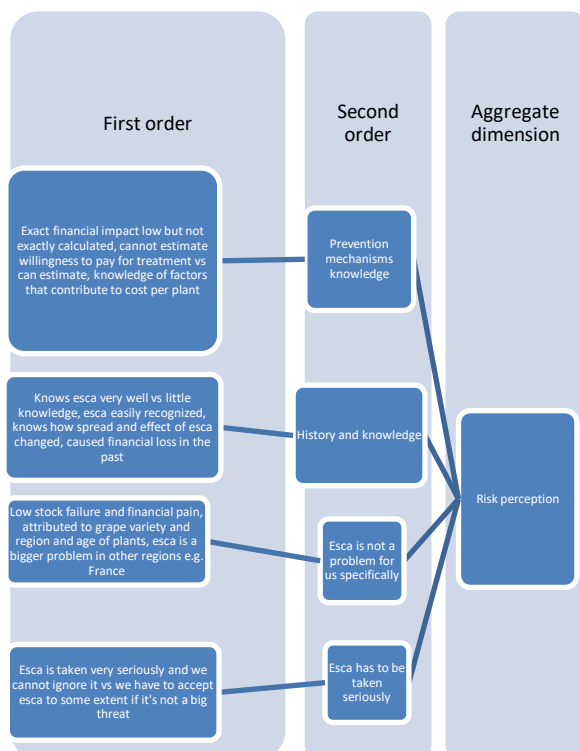 First order
Second
order
Aggregate
dimension
Exact financial impact low but not
exactly calculated, cannot estimate
willingness to pay for treatment vs
can estimate, knowledge of factors
that contribute to cost per plant
Prevention
mechanisms
knowledge
Knows esca very well vs little
knowledge, esca easily recognized,
knows how spread and effect of esca
changed, caused financial loss in the
past
History and knowledge
Low stock failure and financial pain,
attributed to grape variety and
region and age of plants, esca is a
bigger problem in other regions e.g.
France
Esca is not a
problem for
us specifically
Esca is taken very seriously and we
cannot ignore it vs we have to accept
esca to some extent if it's not a big
threat
Esca has to be
taken
seriously
Risk perception